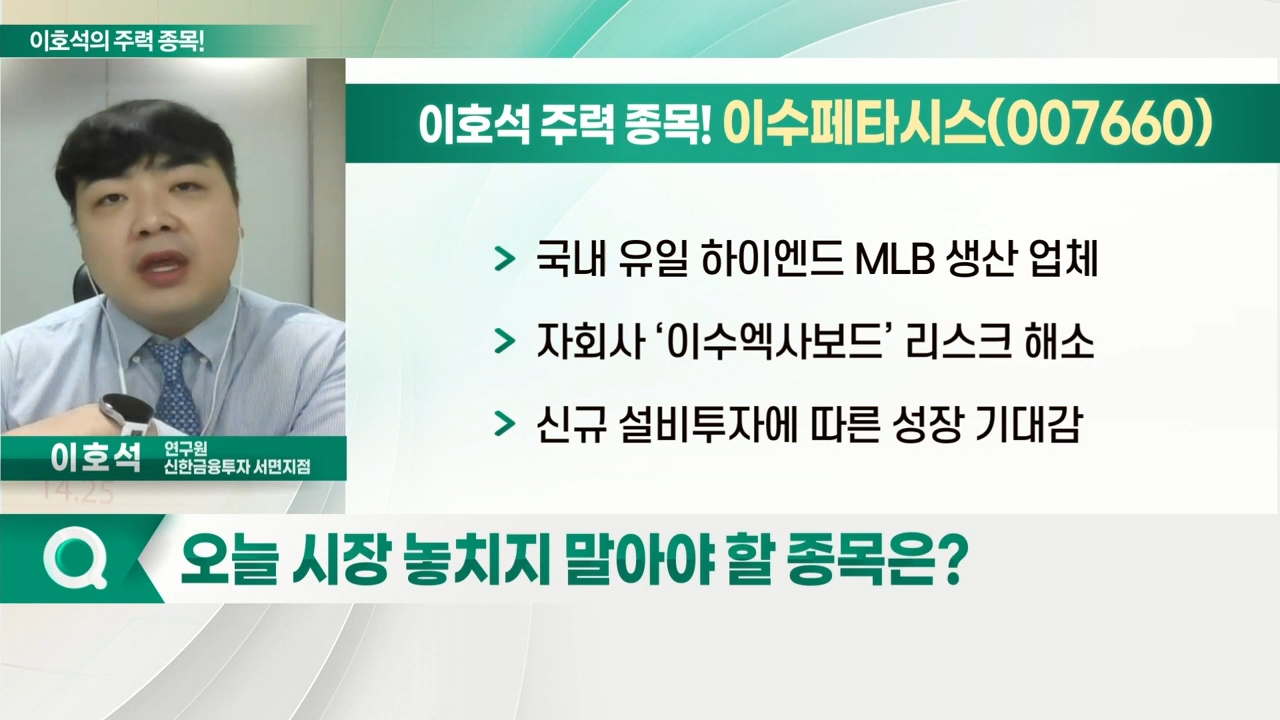 이호석의 주력 종목!
이호석 주력 종목! 이수페타시스(007660)
> 국내 유일 하이엔드 MLB 생산 업체
> 자회사 ‘이수엑사보드’ 리스크 해소
> 신규 설비투자에 따른 성장 기대감
이호석
연구원
신한금융투자 서면지점
14.25
Q 오늘 시장 놓치지 말아야 할 종목은?